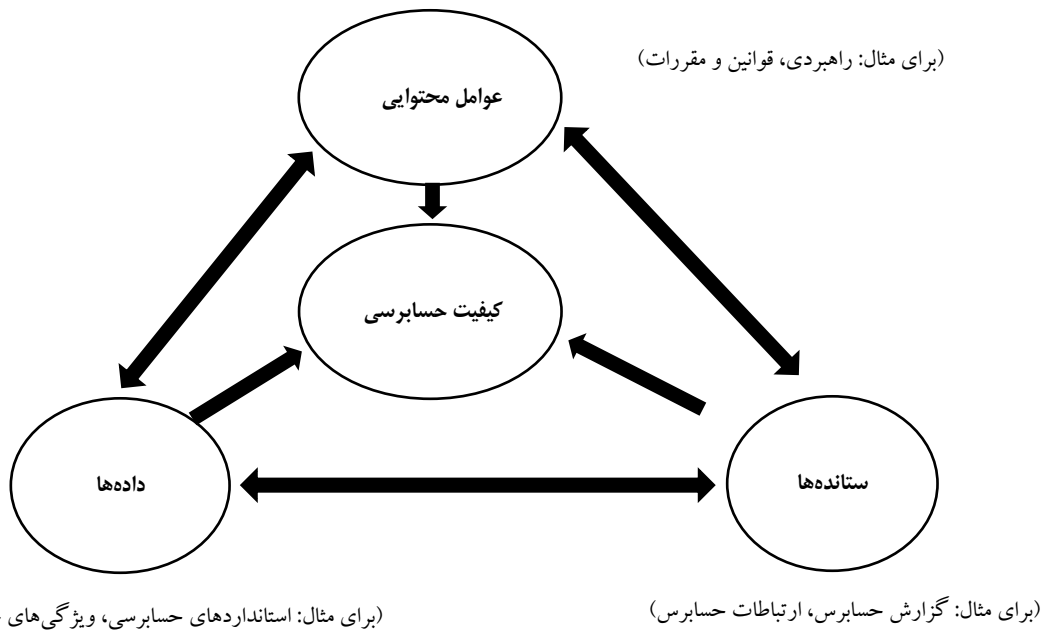 (برای مثال: راهبردی، قوانین و مقررات)
عوامل محتوایی
کیفیت حسابرسی
ستانده‌ها
داده‌ها
(برای مثال: گزارش حسابرس، ارتباطات حسابرس)
(برای مثال: استانداردهای حسابرسی، ویژگی‌های